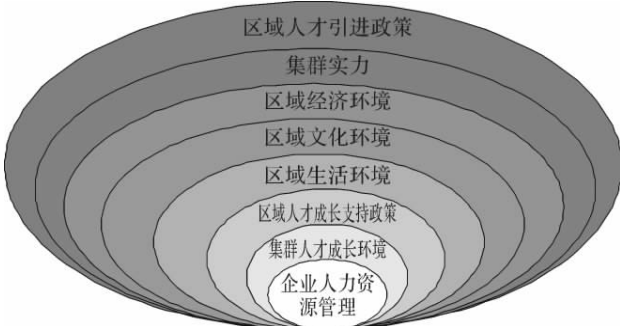 区域人才引进政策
集群实力
区域经济环境
区域文化环境
区域生活环境
区域人才成长支持政策
集群人才成长环境
企业人力资
源管理